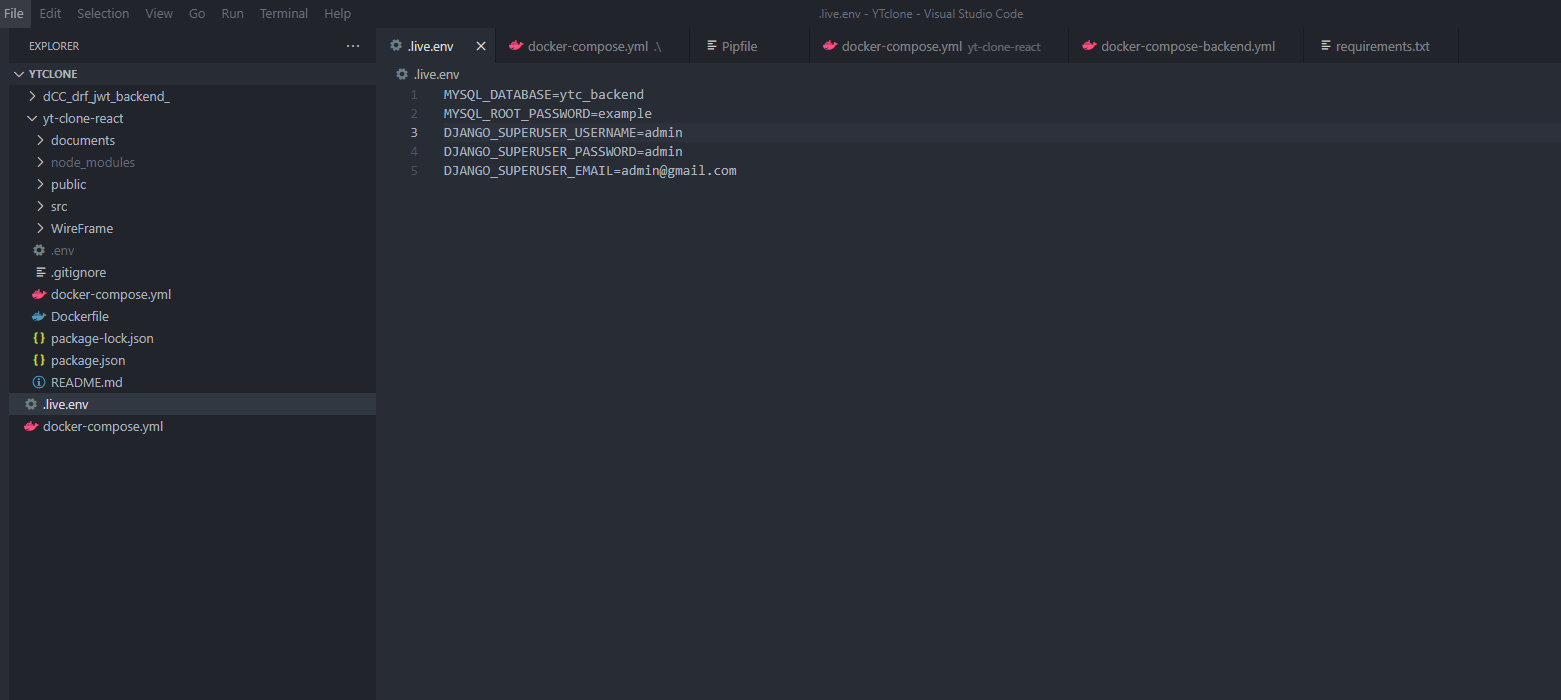 File Edit Selection View Go Run Terminal Help .live.env - YTclone - Visual Studio Code
EXPLORER ...
.live.env docker-compose.yml .\ Pipfile docker-compose.yml yt-clone-react docker-compose-backend.yml requirements.txt
YTCLONE
dCC_drf_jwt_backend_
yt-clone-react
documents
node_modules
public
src
WireFrame
.env
.gitignore
docker-compose.yml
Dockerfile
{} package-lock.json
{} package.json
README.md
.live.env
docker-compose.yml
.live.env
1 MYSQL_DATABASE=ytc_backend
2 MYSQL_ROOT_PASSWORD=example
3 DJANGO_SUPERUSER_USERNAME=admin
4 DJANGO_SUPERUSER_PASSWORD=admin
5 DJANGO_SUPERUSER_EMAIL=admin@gmail.com